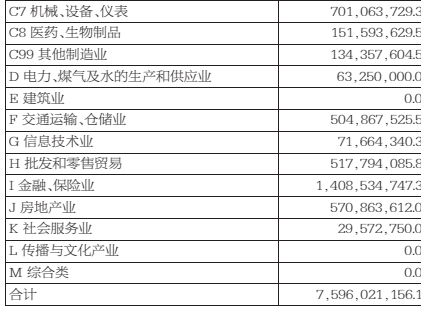 C7 机械、设备、仪表 701,063,729.3
C8 医药、生物制品 151,593,629.5
C99 其他制造业 134,357,604.5
D 电力、煤气及水的生产和供应业 63,250,000.0
E 建筑业 0.0
F 交通运输、仓储业 504,867,525.5
G 信息技术业 71,664,340.3
H 批发和零售贸易 517,794,085.8
I 金融、保险业 1,408,534,747.3
J 房地产业 570,863,612.0
K 社会服务业 29,572,750.0
L 传播与文化产业 0.0
M 综合类 0.0
合计 7,596,021,156.1